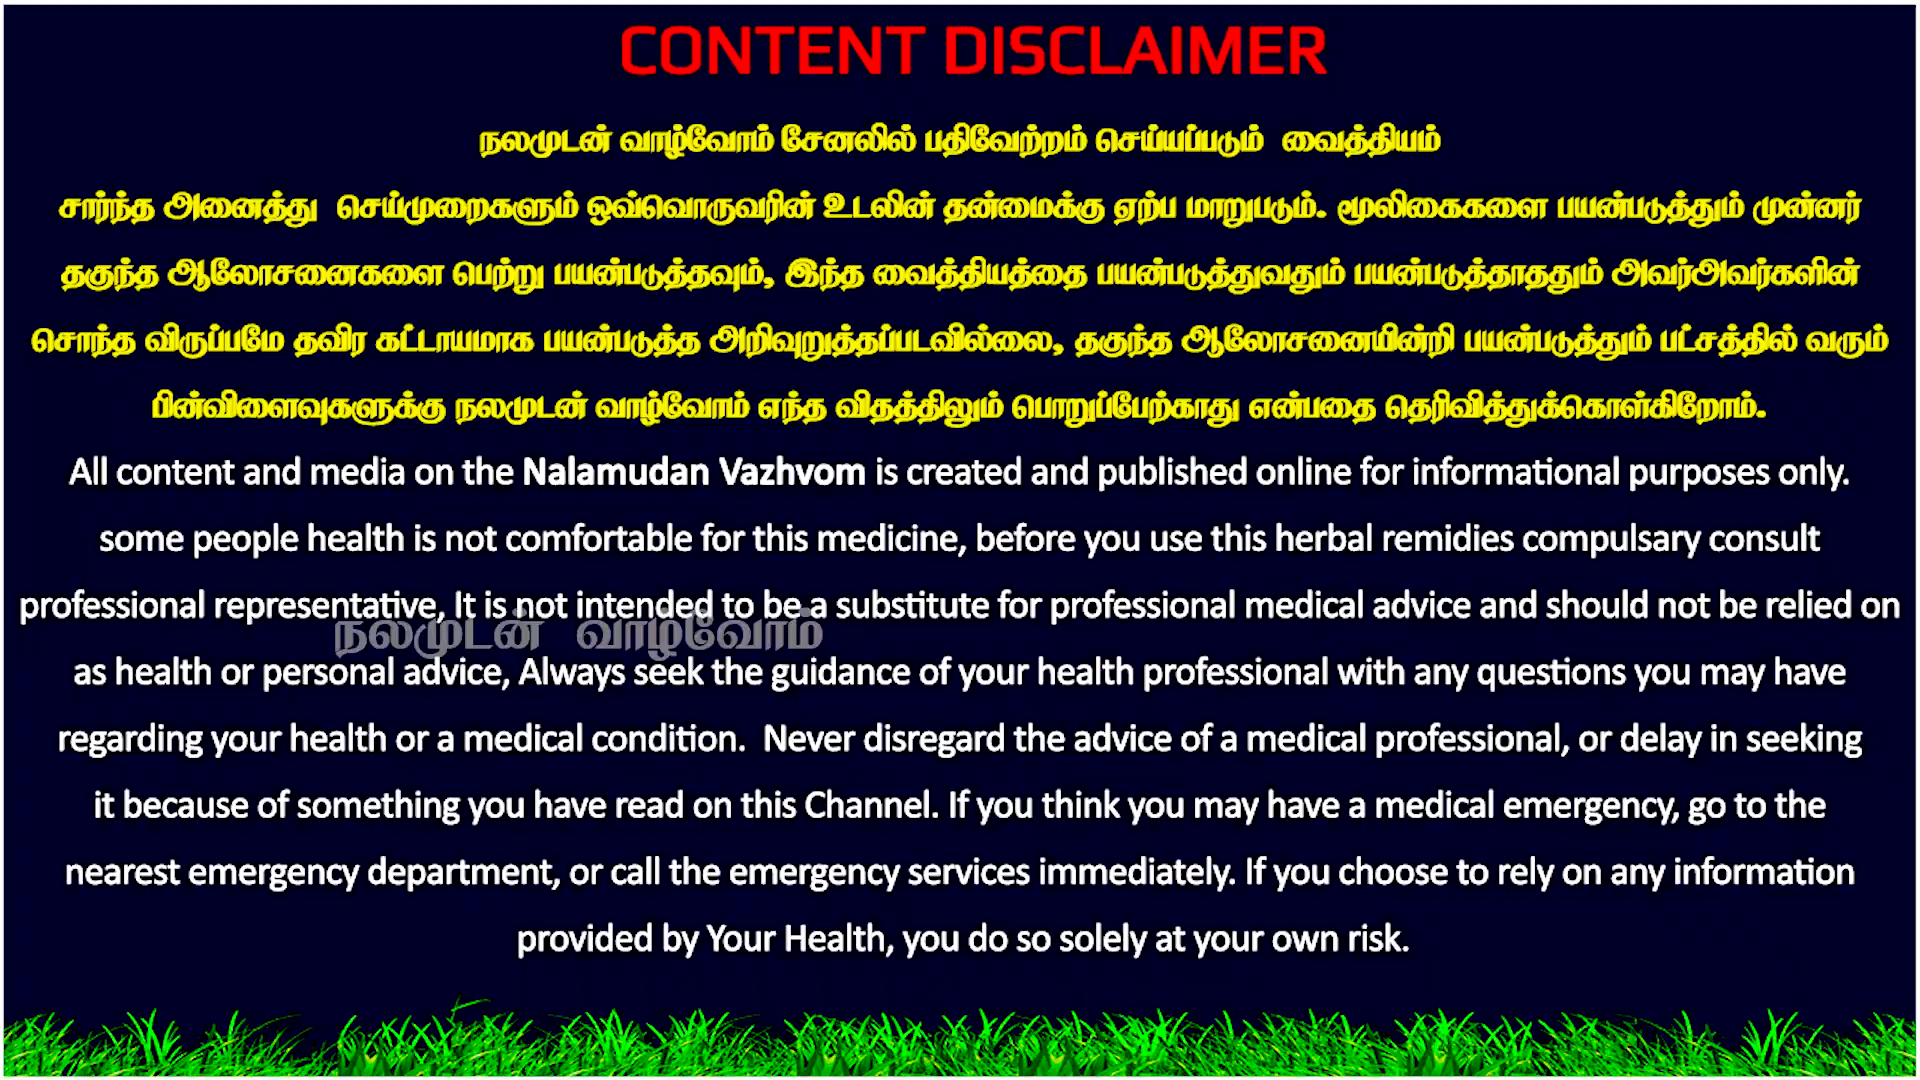 CONTENT DISCLAIMER
நலமுடன் வாழ்வோம் சேனலில் பதிவேற்றம் செய்யப்படும் வைத்தியம்
சார்ந்த அனைத்து செய்முறைகளும் ஒவ்வொருவரின் உடலின் தன்மைக்கு ஏற்ப மாறுபடும். மூலிகைகளை பயன்படுத்தும் முன்னர்
தகுந்த ஆலோசனைகளை பெற்று பயன்படுத்தவும், இந்த வைத்தியத்தை பயன்படுத்துவதும் பயன்படுத்தாததும் அவர்அவர்களின்
சொந்த விருப்பமே தவிர கட்டாயமாக பயன்படுத்த அறிவுறுத்தப்படவில்லை, தகுந்த ஆலோசனையின்றி பயன்படுத்தும் பட்சத்தில் வரும்
பின்விளைவுகளுக்கு நலமுடன் வாழ்வோம் எந்த விதத்திலும் பொறுப்பேற்காது என்பதை தெரிவித்துக்கொள்கிறோம்.
All content and media on the Nalamudan Vazhvom is created and published online for informational purposes only.
some people health is not comfortable for this medicine, before you use this herbal remidies compulsary consult
professional representative, It is not intended to be a substitute for professional medical advice and should not be relied on
நலமுடன் வாழ்வோம்
as health or personal advice, Always seek the guidance of your health professional with any questions you may have
regarding your health or a medical condition. Never disregard the advice of a medical professional, or delay in seeking
it because of something you have read on this Channel. If you think you may have a medical emergency, go to the
nearest emergency department, or call the emergency services immediately. If you choose to rely on any information
provided by Your Health, you do so solely at your own risk.